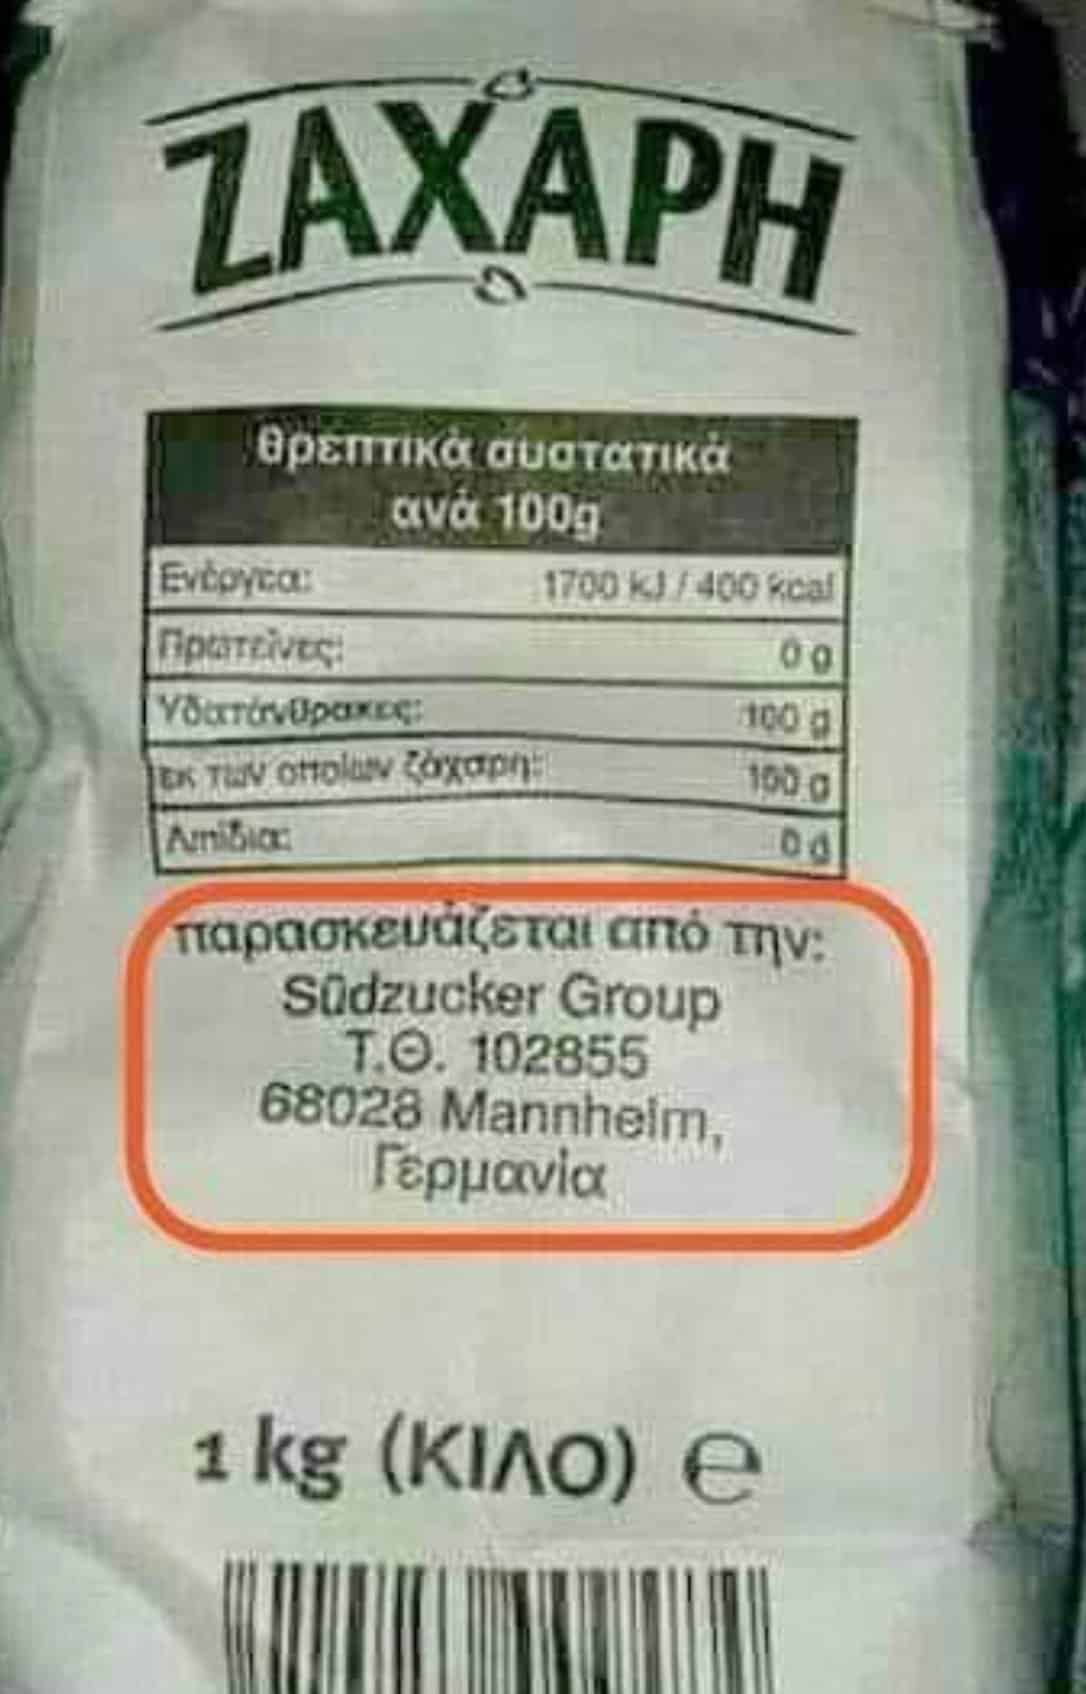 ΖΑΧΑΡΗ
θρεπτικά συστατικά
ανά 100g
Ενέργεια: 1700 kJ / 400 kcal
Πρωτεΐνες: 0 g
Υδατάνθρακες: 100 g
εκ των οποίων ζάχαρη: 100 g
Λιπίδια: 0 g
παρασκευάζεται από την:
Südzucker Group
Τ.Θ. 102855
68028 Mannheim,
Γερμανία
1 kg (ΚΙΛΟ) ℮